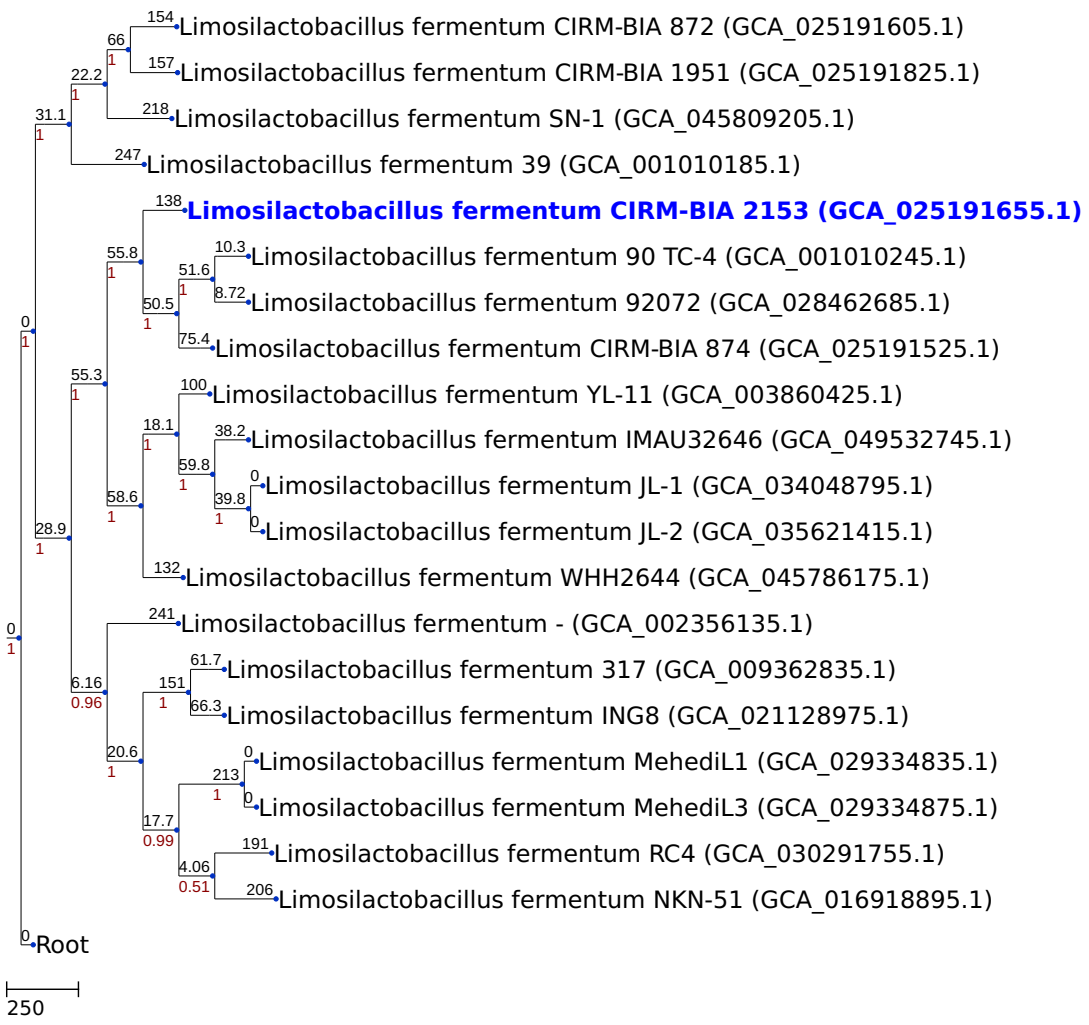 154
Limosilactobacillus fermentum CIRM-BIA 872 (GCA_025191605.1)
66
1
157
Limosilactobacillus fermentum CIRM-BIA 1951 (GCA_025191825.1)
22.2
1
218
Limosilactobacillus fermentum SN-1 (GCA_045809205.1)
31.1
1
247
Limosilactobacillus fermentum 39 (GCA_001010185.1)
138
Limosilactobacillus fermentum CIRM-BIA 2153 (GCA_025191655.1)
55.8
1
10.3
Limosilactobacillus fermentum 90 TC-4 (GCA_001010245.1)
51.6
1
8.72
Limosilactobacillus fermentum 92072 (GCA_028462685.1)
50.5
1
0
1
75.4
Limosilactobacillus fermentum CIRM-BIA 874 (GCA_025191525.1)
55.3
1
100
Limosilactobacillus fermentum YL-11 (GCA_003860425.1)
18.1
1
38.2
Limosilactobacillus fermentum IMAU32646 (GCA_049532745.1)
59.8
1
0
Limosilactobacillus fermentum JL-1 (GCA_034048795.1)
58.6
1
39.8
1
0
Limosilactobacillus fermentum JL-2 (GCA_035621415.1)
28.9
1
132
Limosilactobacillus fermentum WHH2644 (GCA_045786175.1)
241
Limosilactobacillus fermentum - (GCA_002356135.1)
0
1
61.7
Limosilactobacillus fermentum 317 (GCA_009362835.1)
6.16
0.96
151
1
66.3
Limosilactobacillus fermentum ING8 (GCA_021128975.1)
20.6
1
0
Limosilactobacillus fermentum MehediL1 (GCA_029334835.1)
213
1
0
Limosilactobacillus fermentum MehediL3 (GCA_029334875.1)
17.7
0.99
191
Limosilactobacillus fermentum RC4 (GCA_030291755.1)
4.06
0.51
206
Limosilactobacillus fermentum NKN-51 (GCA_016918895.1)
0
Root
250